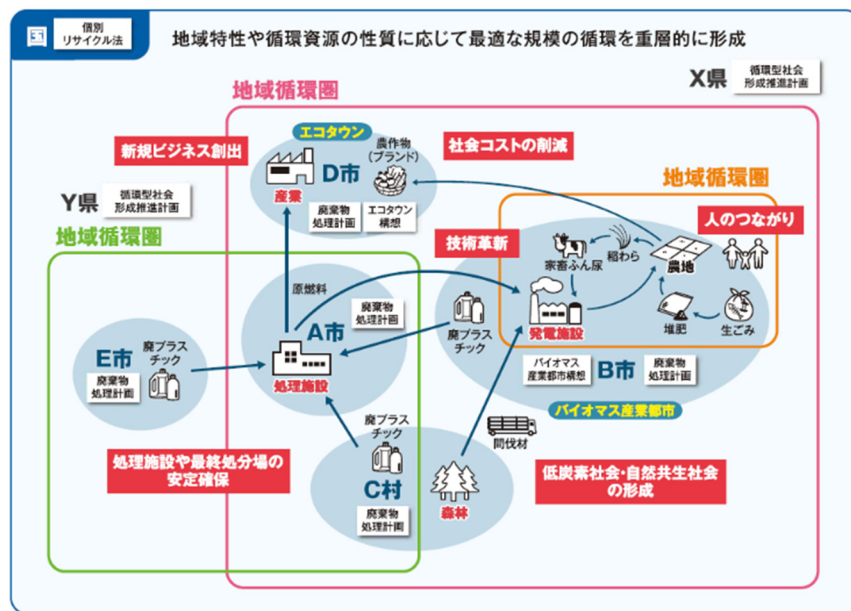 国
個別
リサイクル法
地域特性や循環資源の性質に応じて最適な規模の循環を重層的に形成
X県
循環型社会
形成推進計画
地域循環圏
エコタウン
新規ビジネス創出
農作物
(ブランド)
社会コストの削減
D市
産業
廃棄物
処理計画
エコタウン
構想
Y県
循環型社会
形成推進計画
地域循環圏
地域循環圏
技術革新
人のつながり
家畜ふん尿
稲わら
農地
原燃料
廃棄物
処理計画
A市
処理施設
廃プラス
チック
発電施設
堆肥
生ごみ
E市
廃棄物
処理計画
廃プラス
チック
バイオマス
産業都市構想
B市
廃棄物
処理計画
バイオマス産業都市
廃プラス
チック
間伐材
処理施設や最終処分場の
安定確保
C村
廃棄物
処理計画
森林
低炭素社会・自然共生社会
の形成